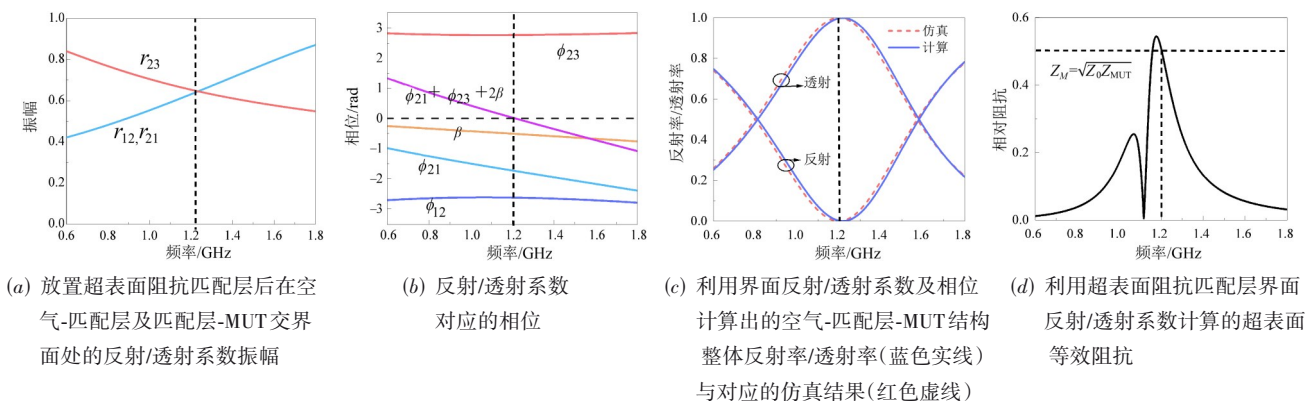 1.0
0.8
0.6
0.4
0.2
0.0
振幅
r₂₃
r₁₂,r₂₁
0.6 0.8 1.0 1.2 1.4 1.6 1.8
频率/GHz
3
2
1
0
−1
−2
−3
相位/rad
ϕ₂₃
ϕ₂₁+ϕ₂₃+2β
β
ϕ₂₁
ϕ₁₂
0.6 0.8 1.0 1.2 1.4 1.6 1.8
频率/GHz
1.0
0.8
0.6
0.4
0.2
0.0
反射率/透射率
仿真
计算
透射
反射
0.6 0.8 1.0 1.2 1.4 1.6 1.8
频率/GHz
0.6
0.4
0.2
0.0
相对阻抗
Z_M=√Z₀Z_MUT
0.6 0.8 1.0 1.2 1.4 1.6 1.8
频率/GHz
(a) 放置超表面阻抗匹配层后在空
气-匹配层及匹配层-MUT交界
面处的反射/透射系数振幅
(b) 反射/透射系数
对应的相位
(c) 利用界面反射/透射系数及相位
计算出的空气-匹配层-MUT结构
整体反射率/透射率(蓝色实线)
与对应的仿真结果(红色虚线)
(d) 利用超表面阻抗匹配层界面
反射/透射系数计算的超表面
等效阻抗